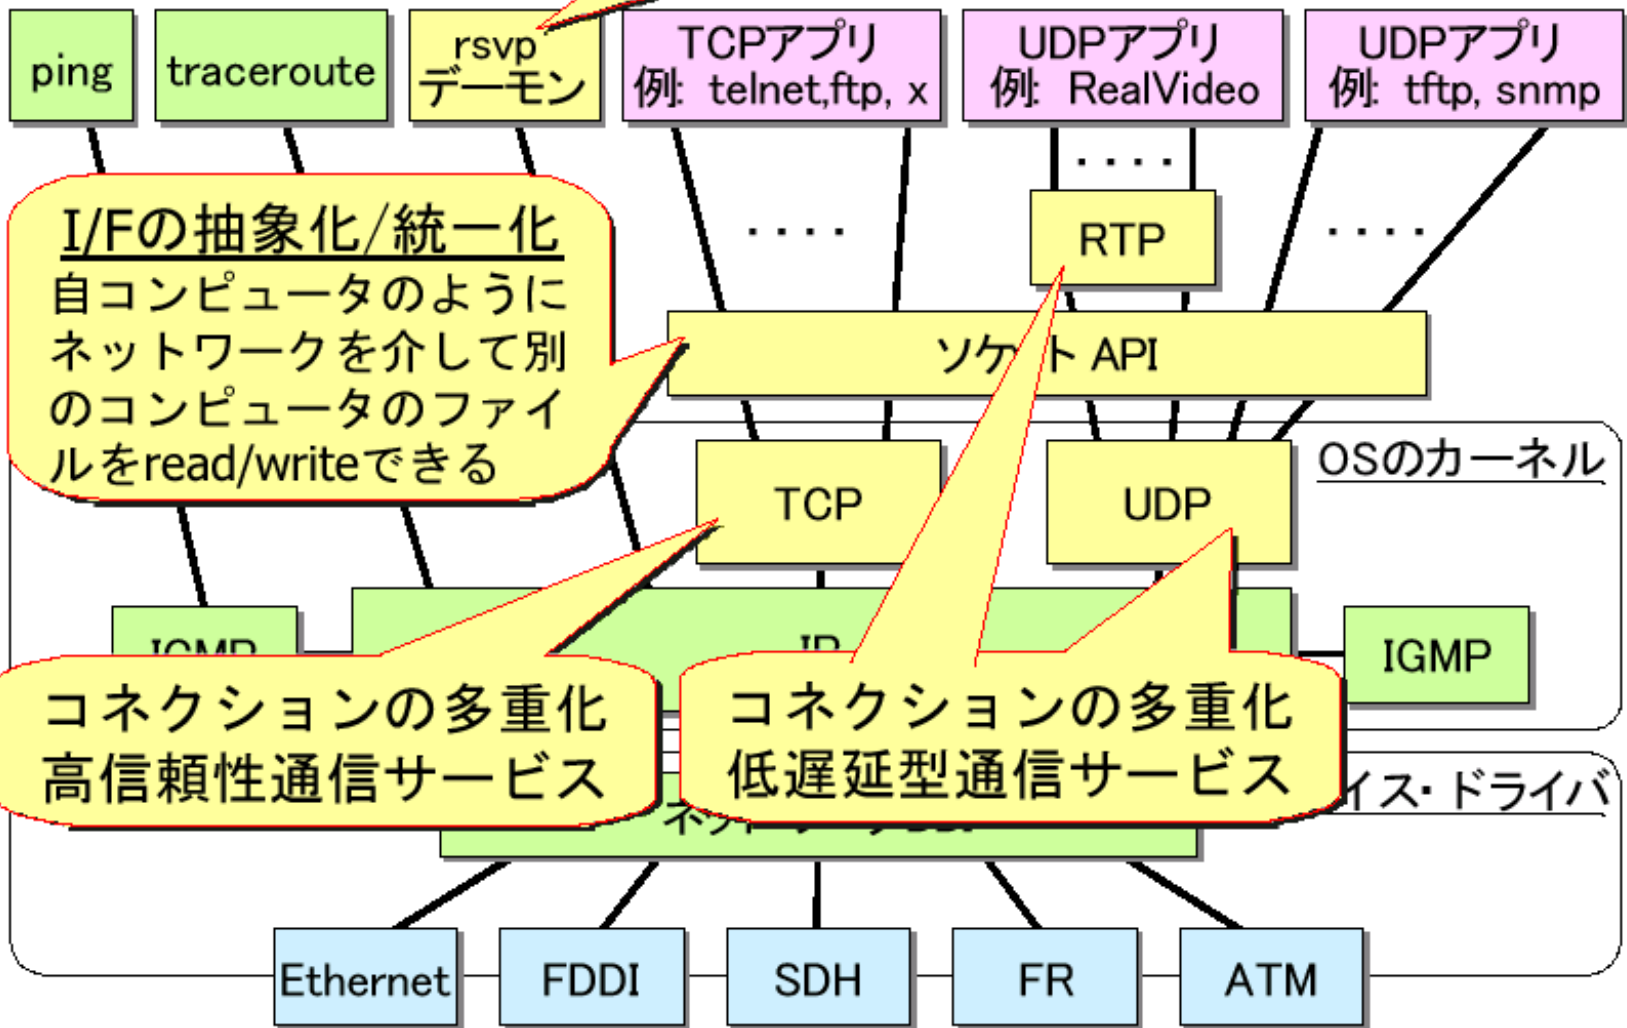 ping
traceroute
rsvp
デーモン
TCPアプリ
例: telnet,ftp, x
UDPアプリ
例: RealVideo
UDPアプリ
例: tftp, snmp
････
I/Fの抽象化/統一化
自コンピュータのように
ネットワークを介して別
のコンピュータのファイ
ルをread/writeできる
････
RTP
････
ソケット API
OSのカーネル
TCP
UDP
IP
IGMP
コネクションの多重化
高信頼性通信サービス
コネクションの多重化
低遅延型通信サービス
イス・ドライバ
Ethernet
FDDI
SDH
FR
ATM